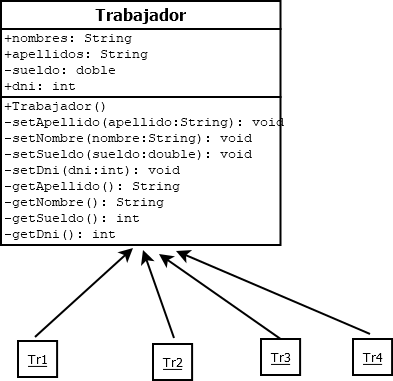 Trabajador
+nombres: String
+apellidos: String
-sueldo: doble
+dni: int
+Trabajador()
-setApellido(apellido:String): void
-setNombre(nombre:String): void
-setSueldo(sueldo:double): void
-setDni(dni:int): void
-getApellido(): String
-getNombre(): String
-getSueldo(): int
-getDni(): int
Tr1
Tr2
Tr3
Tr4